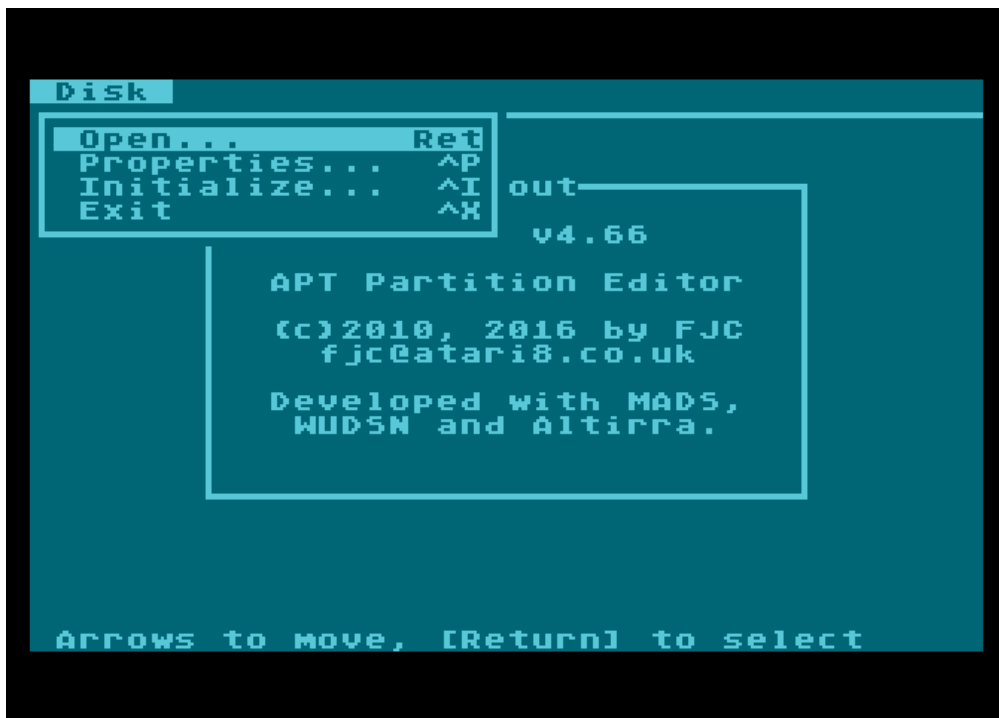 Disk
Open... Ret
Properties... ^P
Initialize... ^I
Exit ^X
out
v4.66
APT Partition Editor
(c)2010, 2016 by FJC
fjc@atari8.co.uk
Developed with MADS,
WUDSN and Altirra.
Arrows to move, [Return] to select